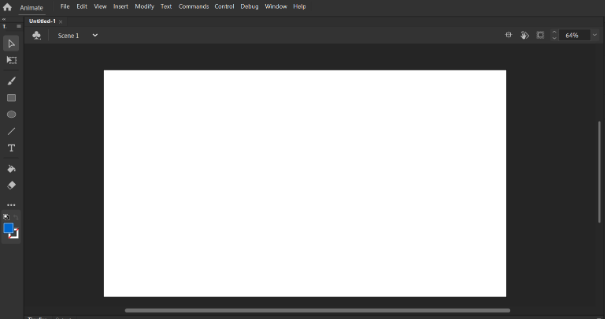 Animate File Edit View Insert Modify Text Commands Control Debug Window Help
Untitled-1 ×
Scene 1 64%
T